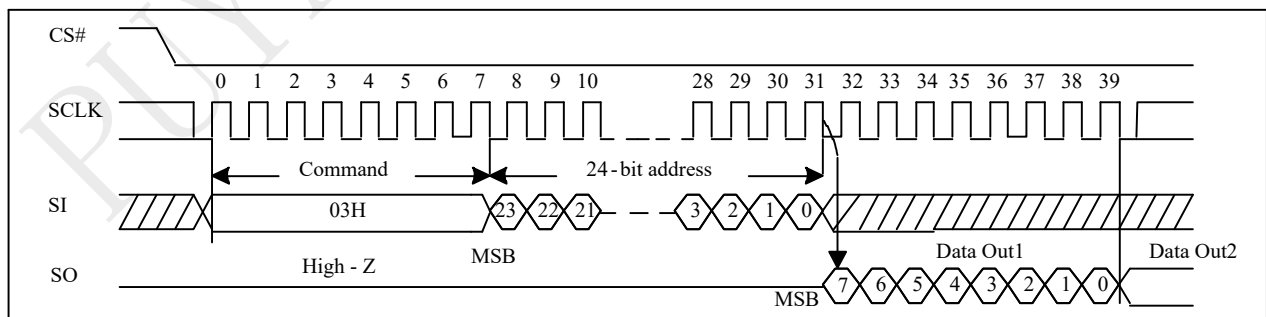 CS#
0 1 2 3 4 5 6 7 8 9 10 28 29 30 31 32 33 34 35 36 37 38 39
SCLK
Command 24-bit address
SI 03H 23 22 21 3 2 1 0
MSB
High - Z
Data Out1 Data Out2
SO
MSB 7 6 5 4 3 2 1 0
PUY